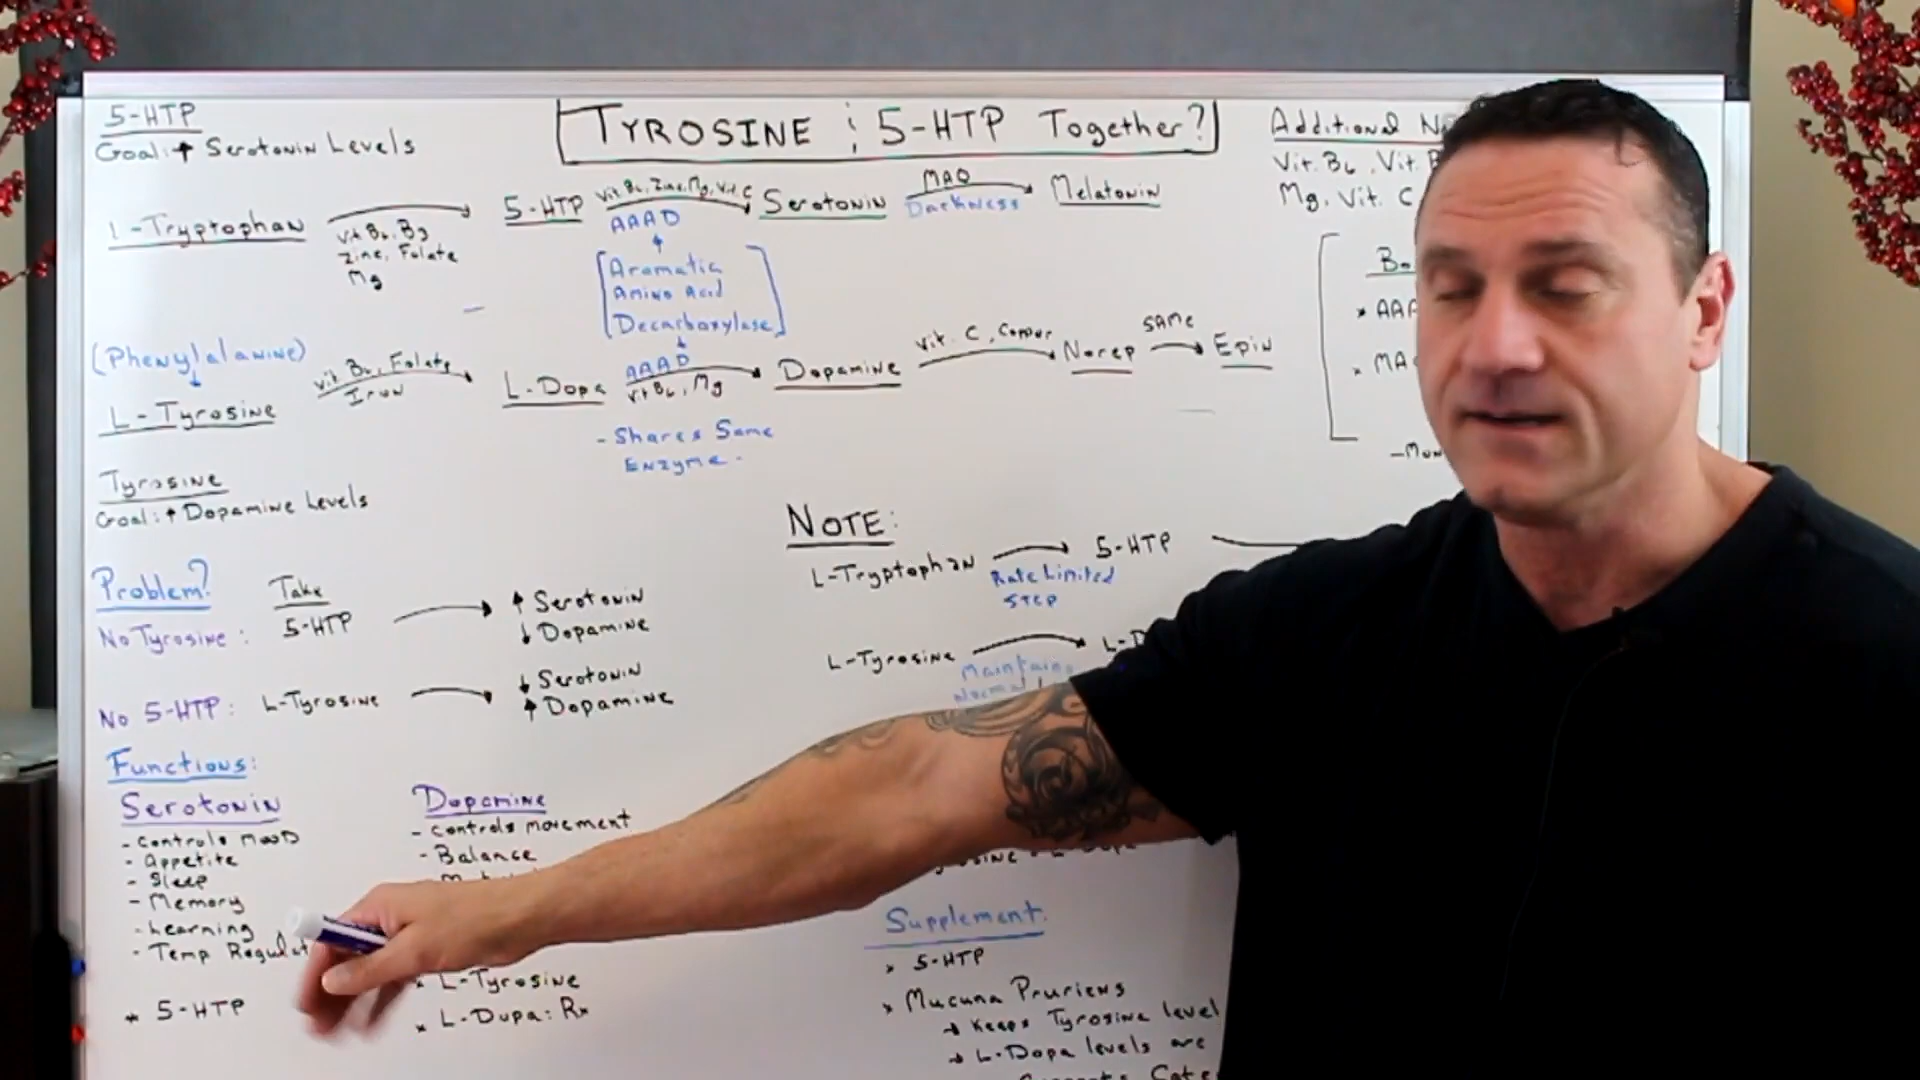 5-HTP
Goal: ↑ Serotonin Levels
TYROSINE ; 5-HTP Together?
Additional
Vit. B6, Vit. B
Mg, Vit. C
L-Tryptophan
Vit B6, B9
Zinc, Folate
Mg
5-HTP
Vit B6, Zinc, Mg, Vit. C
AAAD
Serotonin
MAO
Darkness
Melatonin
[Aromatic
Amino Acid
Decarboxylase]
(Phenylalanine)
L-Tyrosine
Vit B6, Folate
Iron
L-Dopa
AAAD
Vit B6, Mg
Dopamine
Vit. C, Copper
Norep
SAMe
Epin
- Shares Same
Enzyme.
* AAA
* MA
Tyrosine
Goal: ↑ Dopamine Levels
Problem?
Take
No Tyrosine:
5-HTP
↑ Serotonin
↓ Dopamine
No 5-HTP:
L-Tyrosine
↓ Serotonin
↑ Dopamine
NOTE:
L-Tryptophan
Rate Limited
Step
5-HTP
L-Tyrosine
Maintains
Normal
L-D
Functions:
Serotonin
- Controls Mood
- Appetite
- Sleep
- Memory
- Learning
- Temp Regulat
* 5-HTP
Dopamine
- Controls movement
- Balance
* L-Tyrosine
* L-Dopa: Rx
Supplement:
* 5-HTP
* Mucuna Pruriens
→ Keeps Tyrosine level
→ L-Dopa levels are